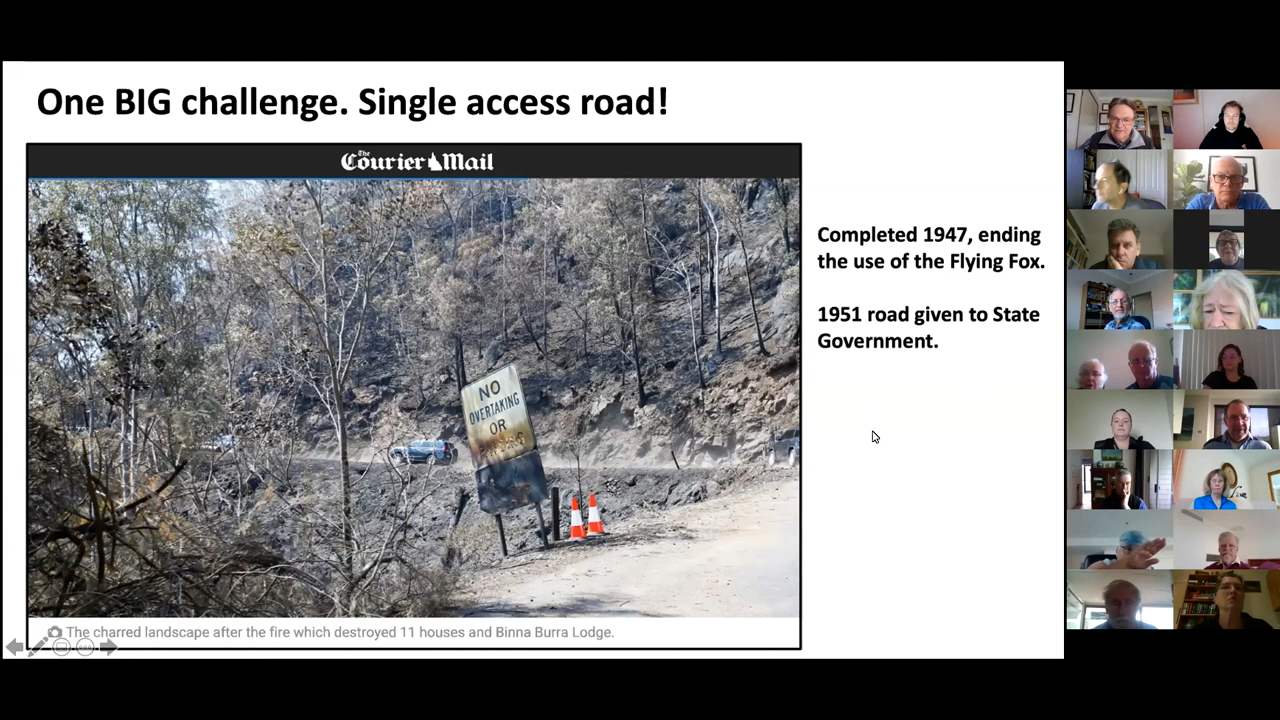 One BIG challenge. Single access road!
The Courier Mail
Completed 1947, ending
the use of the Flying Fox.
1951 road given to State
Government.
NO
OVERTAKING
OR
The charred landscape after the fire which destroyed 11 houses and Binna Burra Lodge.